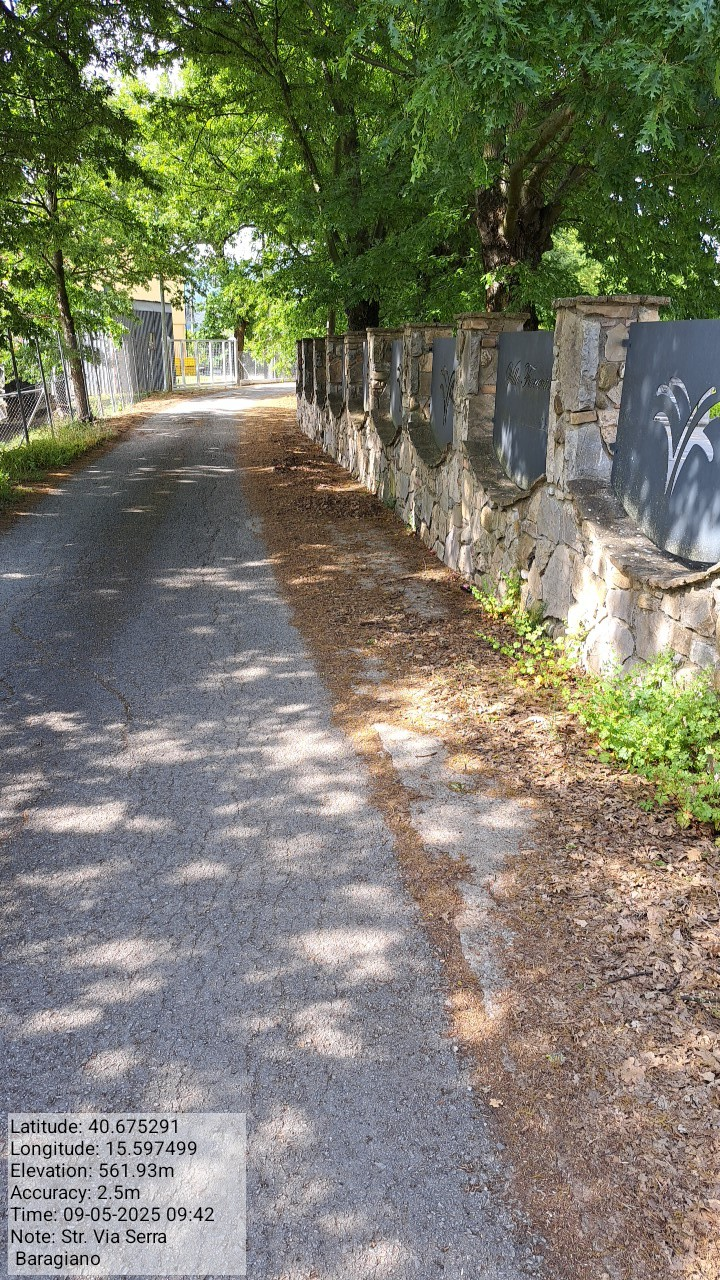 Latitude: 40.675291
Longitude: 15.597499
Elevation: 561.93m
Accuracy: 2.5m
Time: 09-05-2025 09:42
Note: Str. Via Serra
Baragiano